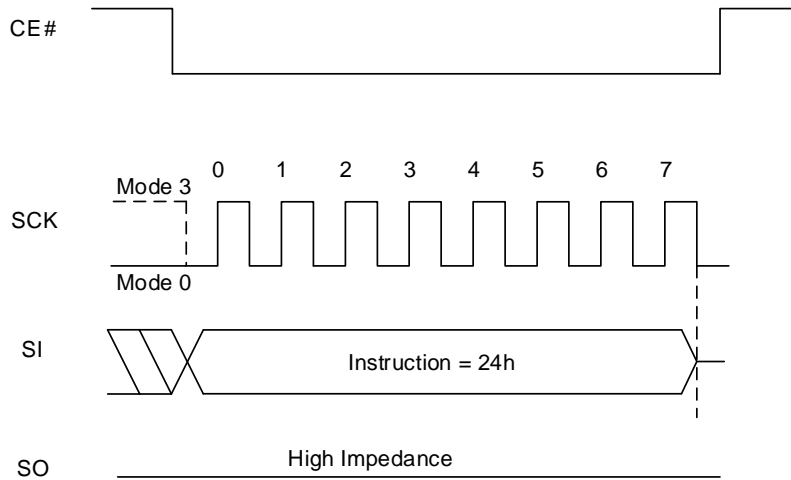 CE#
0 1 2 3 4 5 6 7
Mode 3
SCK
Mode 0
SI
Instruction = 24h
High Impedance
SO